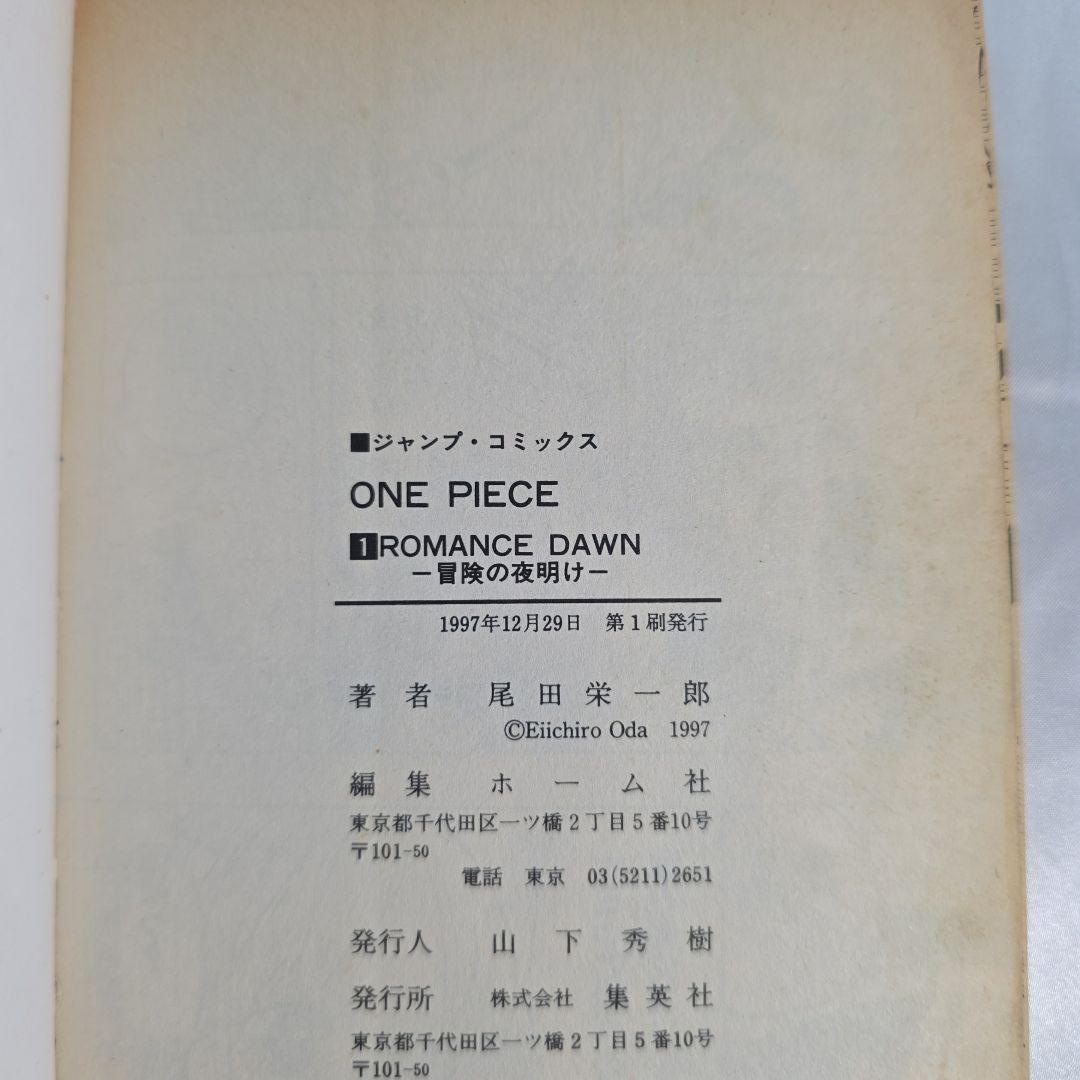 ■ジャンプ・コミックス
ONE PIECE
1 ROMANCE DAWN
―冒険の夜明け―
1997年12月29日 第1刷発行
著者 尾田栄一郎
©Eiichiro Oda 1997
編集 ホーム社
東京都千代田区一ツ橋2丁目5番10号
〒101-50
電話 東京 03(5211)2651
発行人 山下秀樹
発行所 株式会社 集英社
東京都千代田区一ツ橋2丁目5番10号
〒101-50